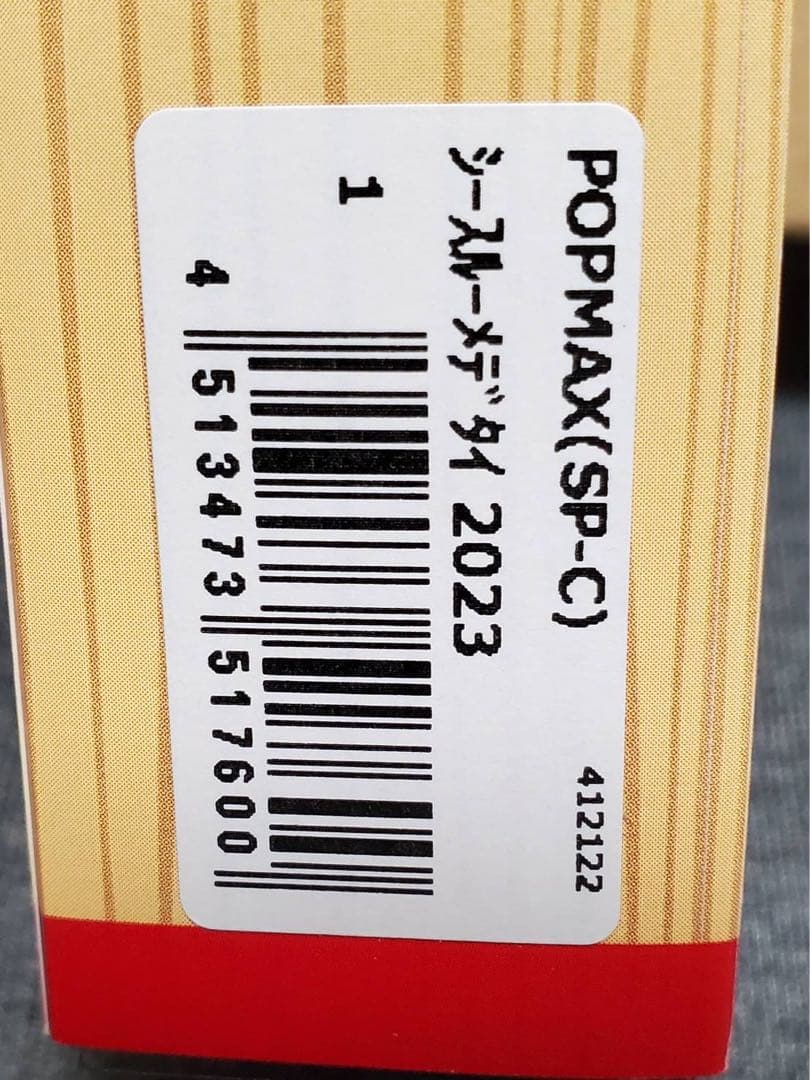 POPMAX(SP-C) 412122
ｼｰｽﾙｰﾒﾃﾞﾀｲ 2023
1
4 513473 517600